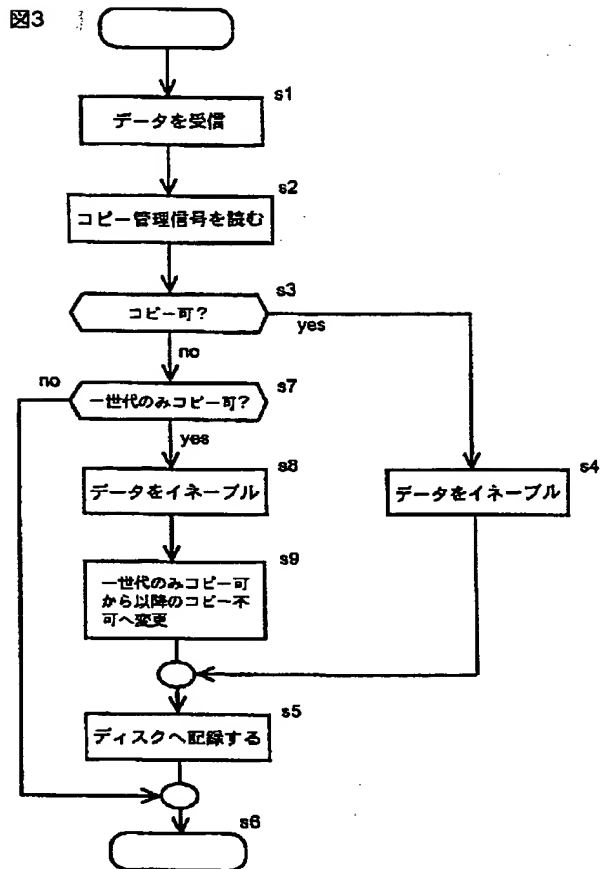 図3
s1
データを受信
s2
コピー管理信号を読む
s3
コピー可?
yes
no
no
s7
一世代のみコピー可?
yes
s8
データをイネーブル
s4
データをイネーブル
s9
一世代のみコピー可
から以降のコピー不
可へ変更
s5
ディスクへ記録する
s6